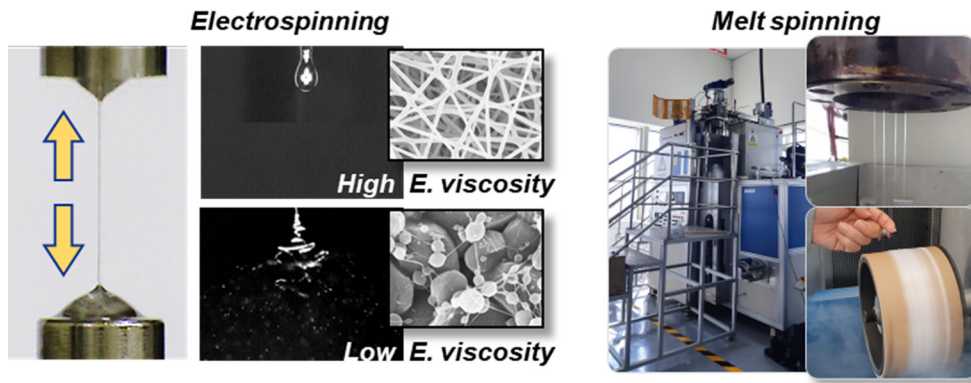 Electrospinning
Melt spinning
High E. viscosity
Low E. viscosity